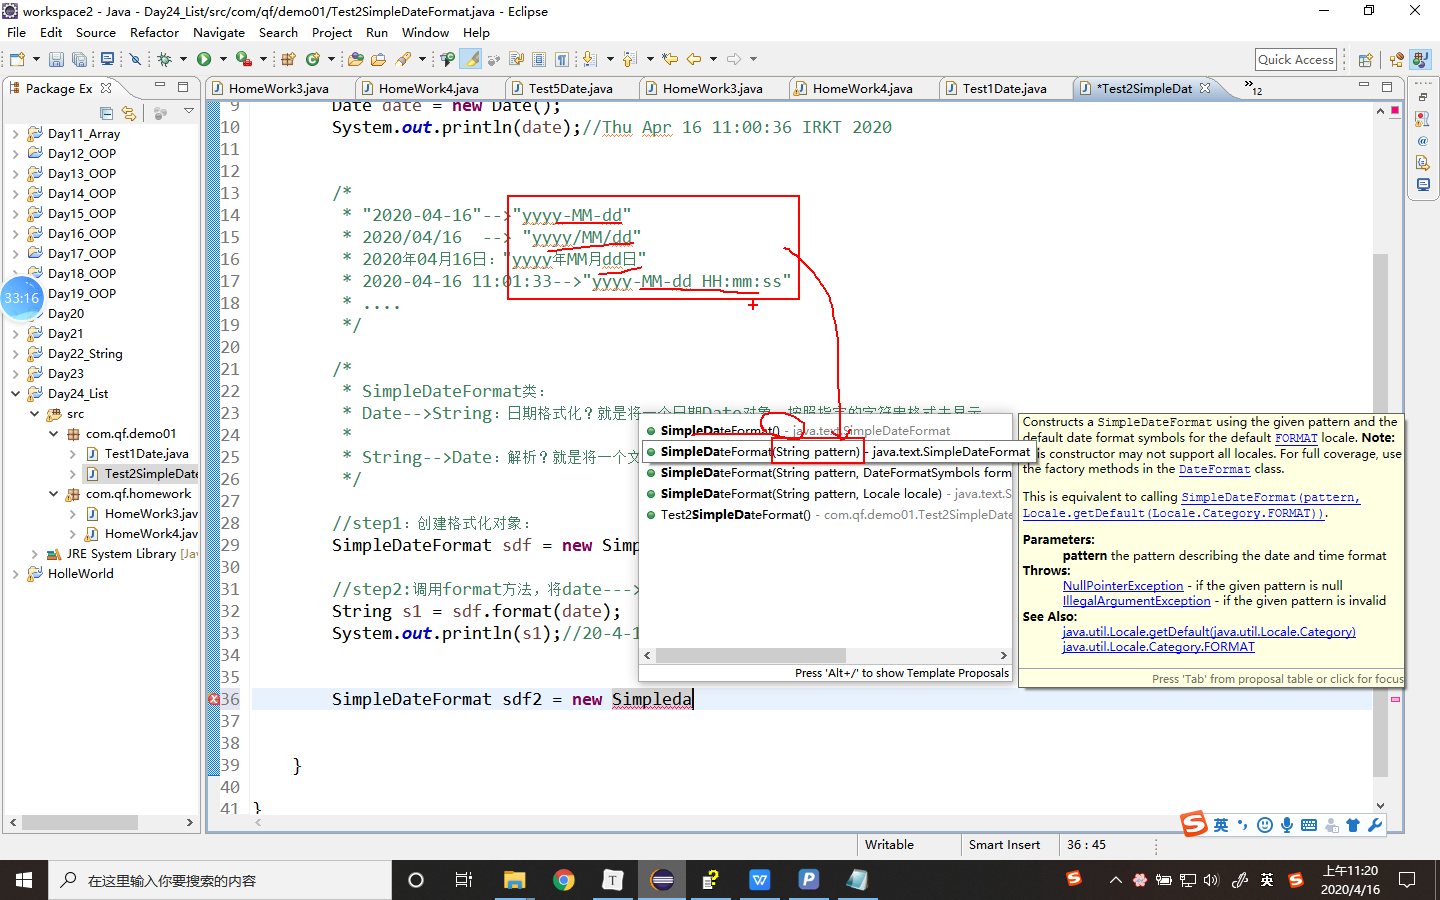 workspace2 - Java - Day24_List/src/com/qf/demo01/Test2SimpleDateFormat.java - Eclipse
File Edit Source Refactor Navigate Search Project Run Window Help
Quick Access
Package Ex
HomeWork3.java HomeWork4.java Test5Date.java HomeWork3.java HomeWork4.java Test1Date.java *Test2SimpleDat »12
Day11_Array
Day12_OOP
Day13_OOP
Day14_OOP
Day15_OOP
Day16_OOP
Day17_OOP
Day18_OOP
Day19_OOP
Day20
Day21
Day22_String
Day23
Day24_List
src
com.qf.demo01
Test1Date.java
Test2SimpleDate
com.qf.homework
HomeWork3.jav
HomeWork4.jav
JRE System Library [Jav
HolleWorld
33:16
9 Date date = new Date();
10 System.out.println(date);//Thu Apr 16 11:00:36 IRKT 2020
11
12
13 /*
14 * "2020-04-16"-->"yyyy-MM-dd"
15 * 2020/04/16 --> "yyyy/MM/dd"
16 * 2020年04月16日："yyyy年MM月dd日"
17 * 2020-04-16 11:01:33-->"yyyy-MM-dd HH:mm:ss"
18 * ....
19 */
20
21 /*
22 * SimpleDateFormat类：
23 * Date-->String：日期格式化？就是将一个日期Date对象，按照指定的字符串格式去显示
24 *
25 * String-->Date：解析？就是将一个文
26 */
27
28 //step1：创建格式化对象：
29 SimpleDateFormat sdf = new Simp
30
31 //step2:调用format方法，将date--->
32 String s1 = sdf.format(date);
33 System.out.println(s1);//20-4-1
34
35
36 SimpleDateFormat sdf2 = new Simpleda
37
38
39 }
40
41 }
SimpleDateFormat() - java.text.SimpleDateFormat
SimpleDateFormat(String pattern) - java.text.SimpleDateFormat
SimpleDateFormat(String pattern, DateFormatSymbols form
SimpleDateFormat(String pattern, Locale locale) - java.text.S
Test2SimpleDateFormat() - com.qf.demo01.Test2SimpleDate
Press 'Alt+/' to show Template Proposals
Constructs a SimpleDateFormat using the given pattern and the
default date format symbols for the default FORMAT locale. Note:
is constructor may not support all locales. For full coverage, use
the factory methods in the DateFormat class.
This is equivalent to calling SimpleDateFormat(pattern,
Locale.getDefault(Locale.Category.FORMAT)).
Parameters:
pattern the pattern describing the date and time format
Throws:
NullPointerException - if the given pattern is null
IllegalArgumentException - if the given pattern is invalid
See Also:
java.util.Locale.getDefault(java.util.Locale.Category)
java.util.Locale.Category.FORMAT
Press 'Tab' from proposal table or click for focus
英
Writable Smart Insert 36 : 45
在这里输入你要搜索的内容
英
上午11:20
2020/4/16